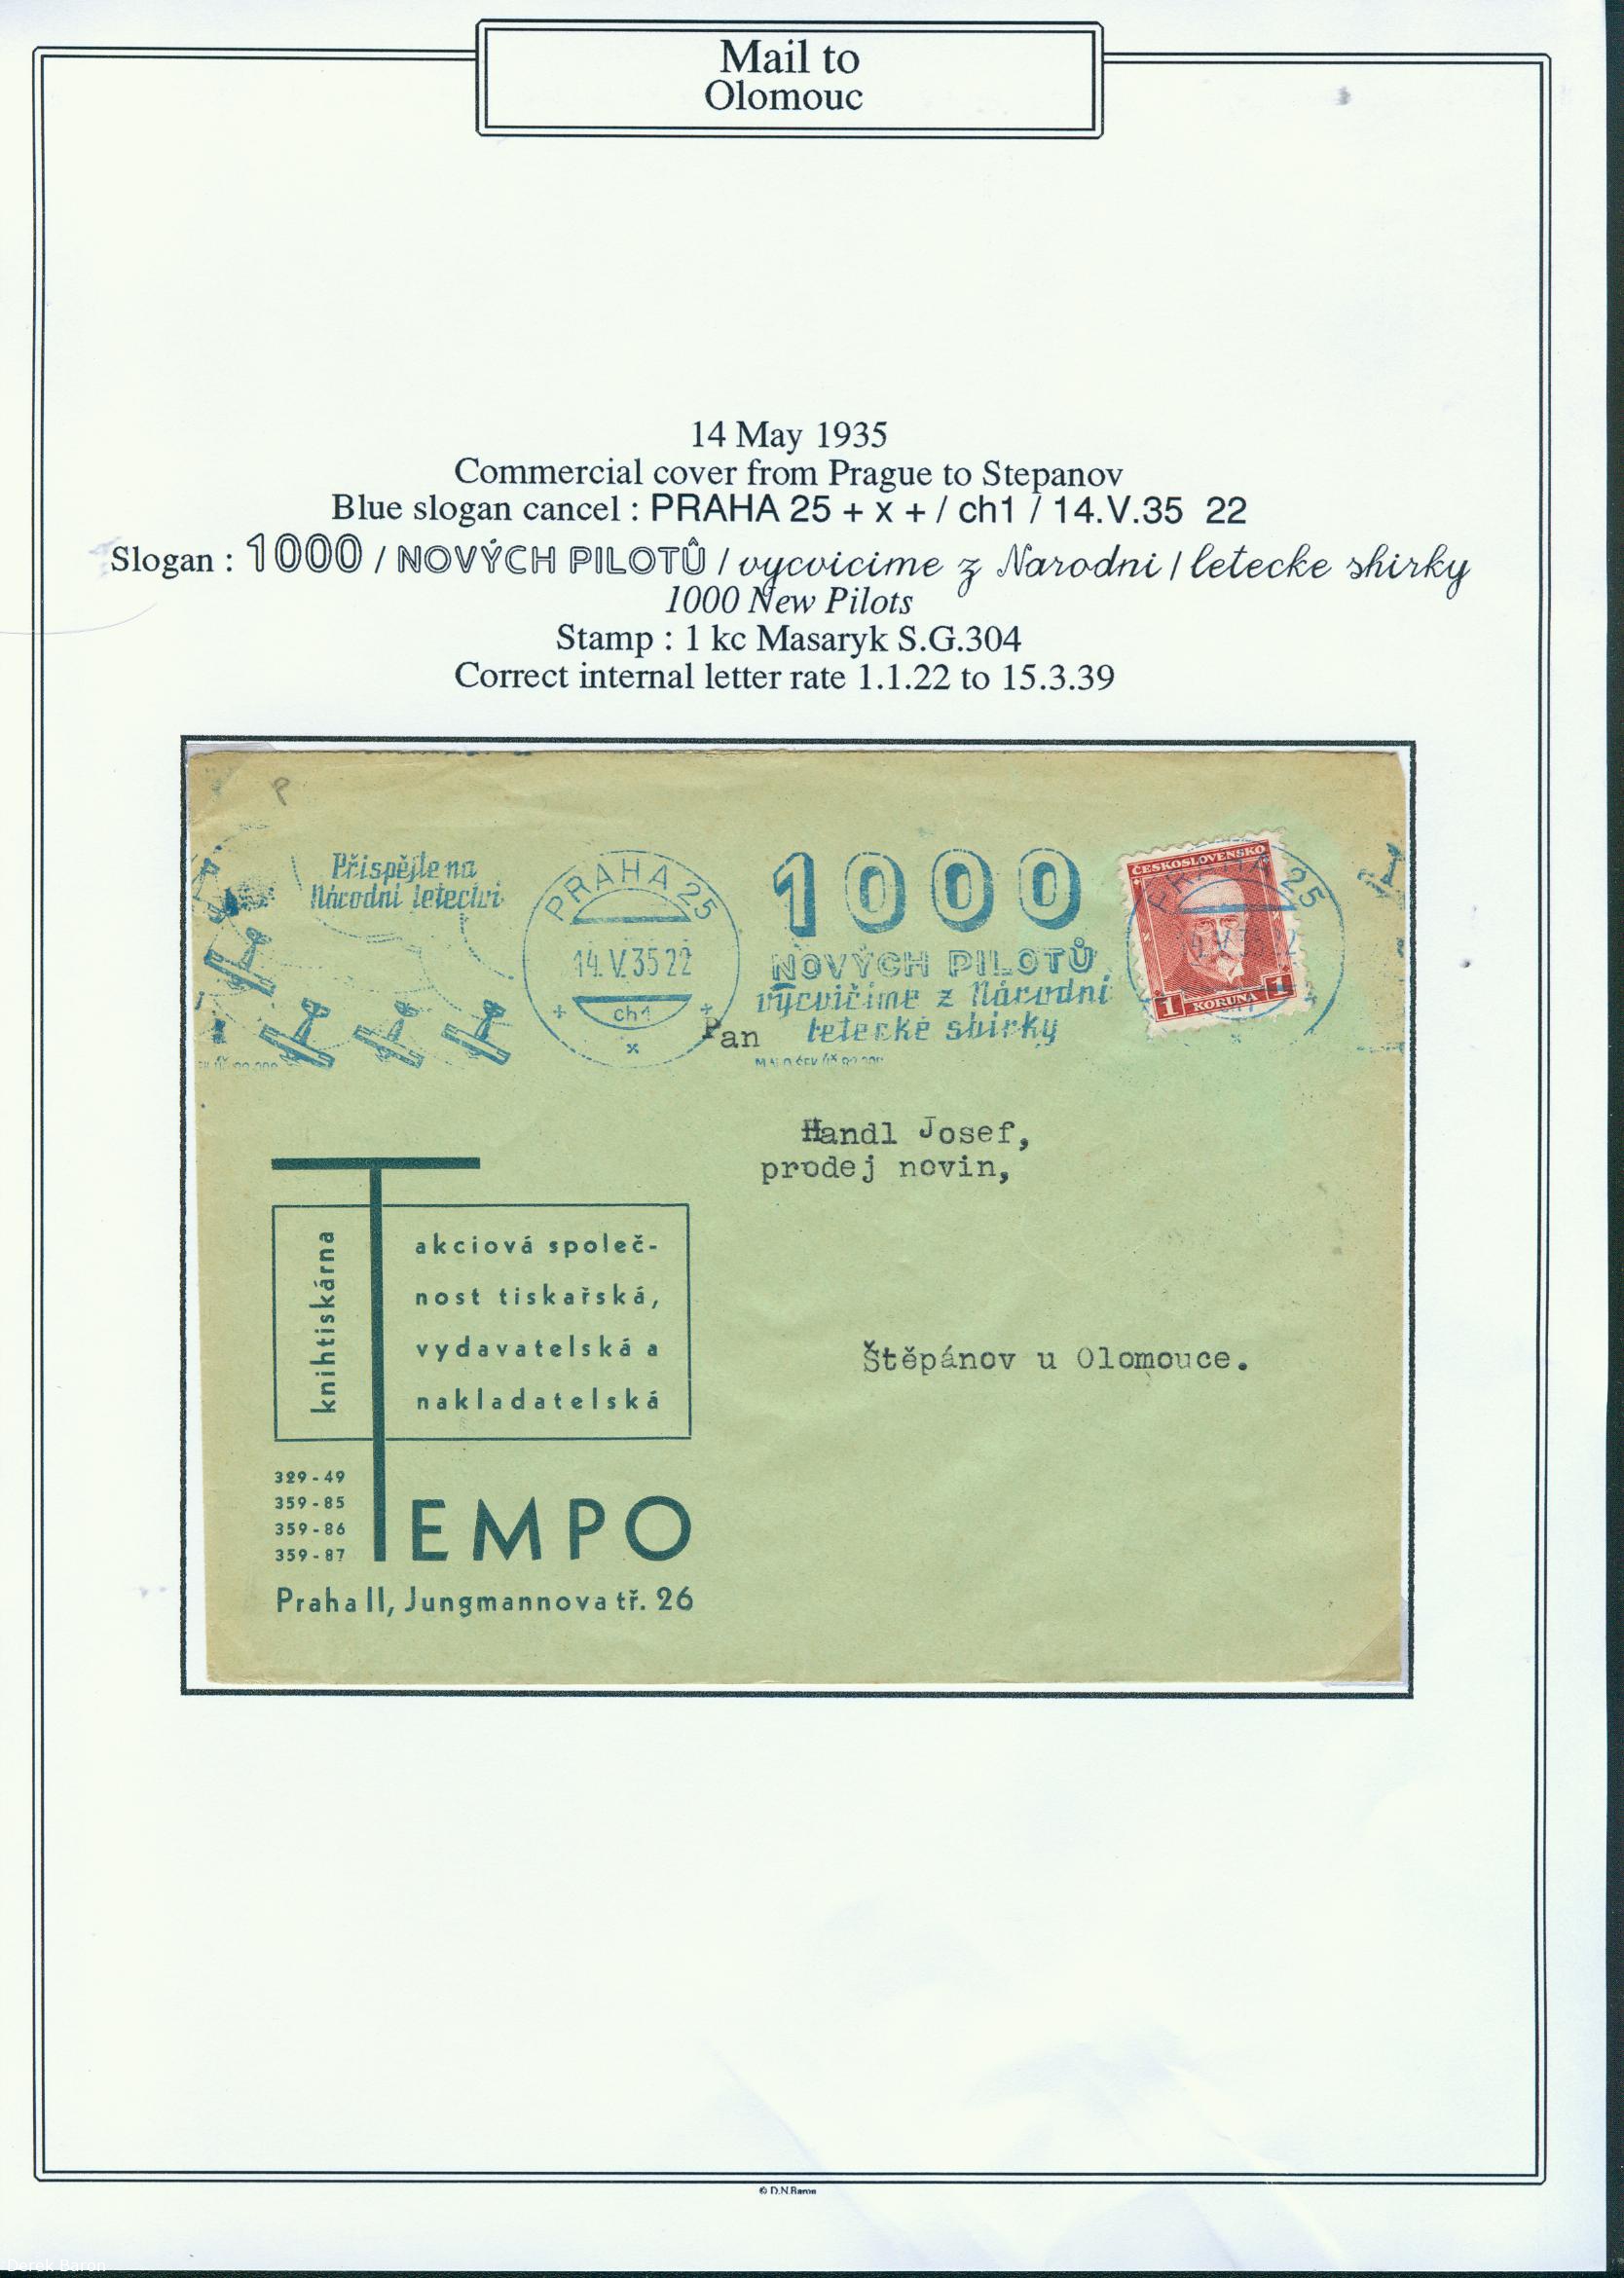 Mail to
Olomouc
14 May 1935
Commercial cover from Prague to Stepanov
Blue slogan cancel : PRAHA 25 + x + / ch1 / 14.V.35 22
Slogan : 1000 / NOVÝCH PILOTŮ / vycvicime z Narodni / letecke sbirky
1000 New Pilots
Stamp : 1 kc Masaryk S.G.304
Correct internal letter rate 1.1.22 to 15.3.39
Přispějte na
Národní letectví
PRAHA 25
14.V.35 22
+ ch1 +
x
1000
NOVÝCH PILOTŮ
vycvičíme z Národní
letecké sbírky
ČESKOSLOVENSKO
1 KORUNA 1
PRAHA 25
Pan
Handl Josef,
prodej novin,
Štěpánov u Olomouce.
knihtiskárna
akciová společ-
nost tiskařská,
vydavatelská a
nakladatelská
329-49
359-85
359-86
359-87
TEMPO
Praha II, Jungmannova tř. 26
© D.N.Baron
Derek Baron